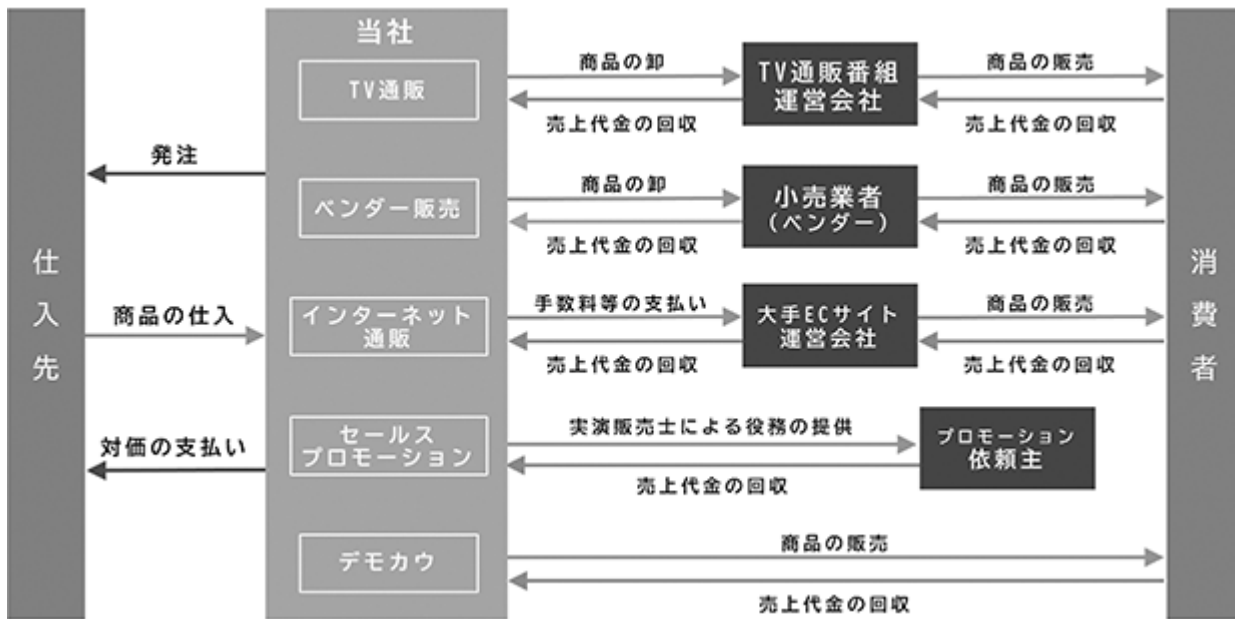 当社
TV通販
商品の卸
売上代金の回収
TV通販番組
運営会社
商品の販売
売上代金の回収
発注
ベンダー販売
商品の卸
売上代金の回収
小売業者
（ベンダー）
商品の販売
売上代金の回収
仕入先
商品の仕入
インターネット
通販
手数料等の支払い
売上代金の回収
大手ECサイト
運営会社
商品の販売
売上代金の回収
消費者
対価の支払い
セールス
プロモーション
実演販売士による役務の提供
売上代金の回収
プロモーション
依頼主
デモカウ
商品の販売
売上代金の回収